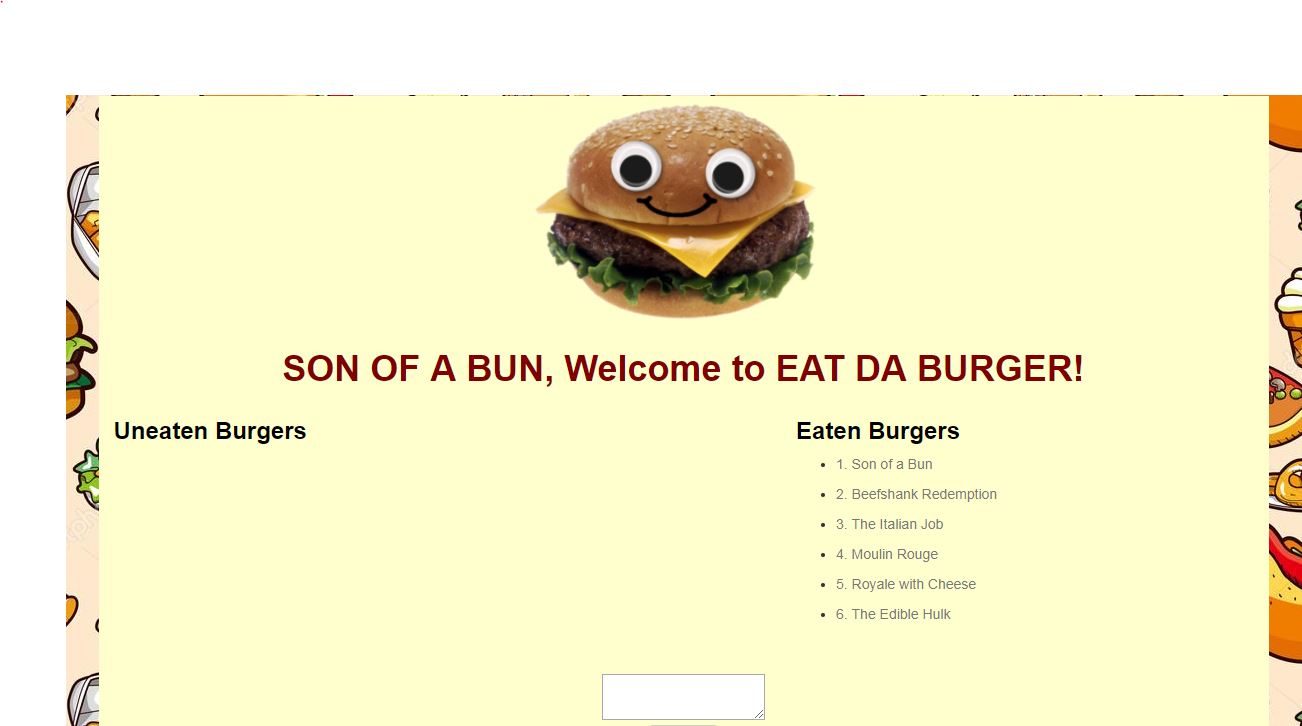 SON OF A BUN, Welcome to EAT DA BURGER!
Uneaten Burgers
Eaten Burgers
1. Son of a Bun
2. Beefshank Redemption
3. The Italian Job
4. Moulin Rouge
5. Royale with Cheese
6. The Edible Hulk